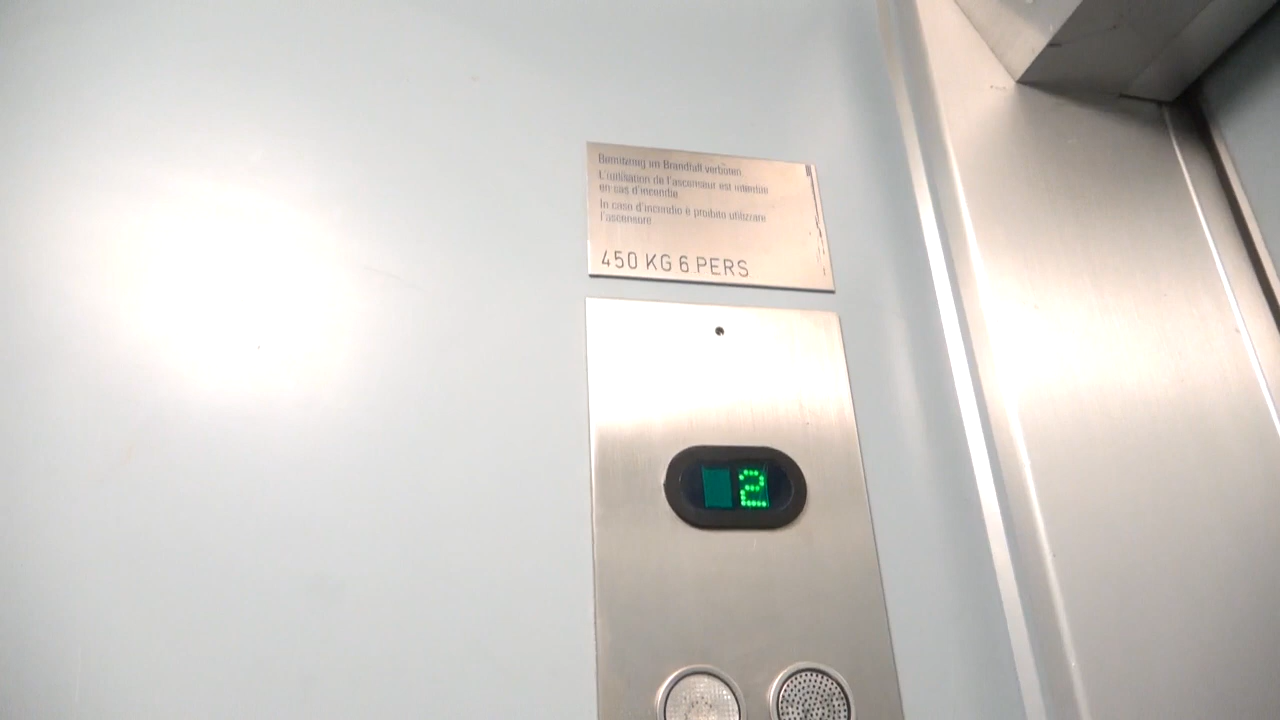 Benützung im Brandfall verboten.
L'utilisation de l'ascenseur est interdite
en cas d'incendie.
In caso d'incendio è proibito utilizzare
l'ascensore.
450 KG 6 PERS
2